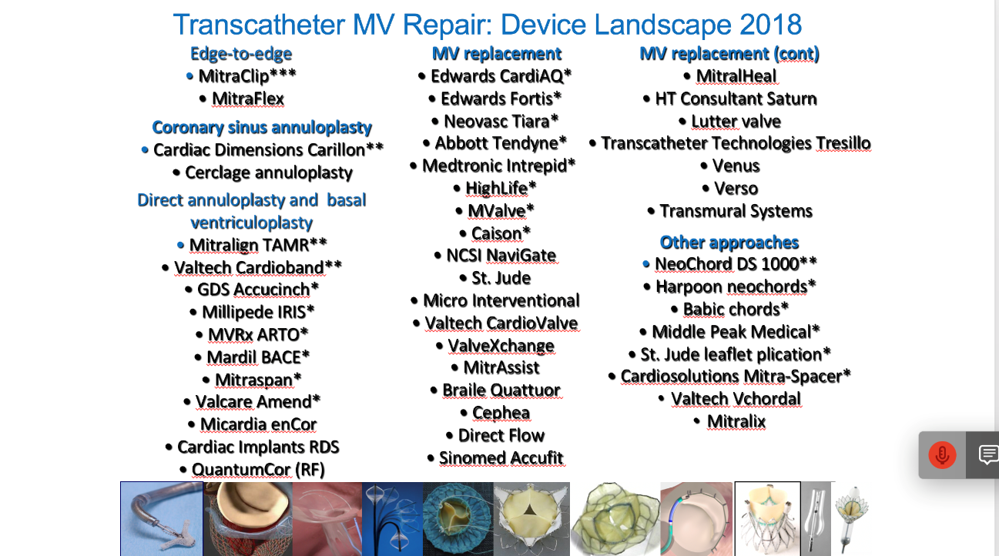 Transcatheter MV Repair: Device Landscape 2018
Edge-to-edge
• MitraClip***
• MitraFlex
Coronary sinus annuloplasty
• Cardiac Dimensions Carillon**
• Cerclage annuloplasty
Direct annuloplasty and basal
ventriculoplasty
• Mitralign TAMR**
• Valtech Cardioband**
• GDS Accucinch*
• Millipede IRIS*
• MVRx ARTO*
• Mardil BACE*
• Mitraspan*
• Valcare Amend*
• Micardia enCor
• Cardiac Implants RDS
• QuantumCor (RF)
MV replacement
• Edwards CardiAQ*
• Edwards Fortis*
• Neovasc Tiara*
• Abbott Tendyne*
• Medtronic Intrepid*
• HighLife*
• MValve*
• Caison*
• NCSI NaviGate
• St. Jude
• Micro Interventional
• Valtech CardioValve
• ValveXchange
• MitrAssist
• Braile Quattuor
• Cephea
• Direct Flow
• Sinomed Accufit
MV replacement (cont)
• MitralHeal
• HT Consultant Saturn
• Lutter valve
• Transcatheter Technologies Tresillo
• Venus
• Verso
• Transmural Systems
Other approaches
• NeoChord DS 1000**
• Harpoon neochords*
• Babic chords*
• Middle Peak Medical*
• St. Jude leaflet plication*
• Cardiosolutions Mitra-Spacer*
• Valtech Vchordal
• Mitralix